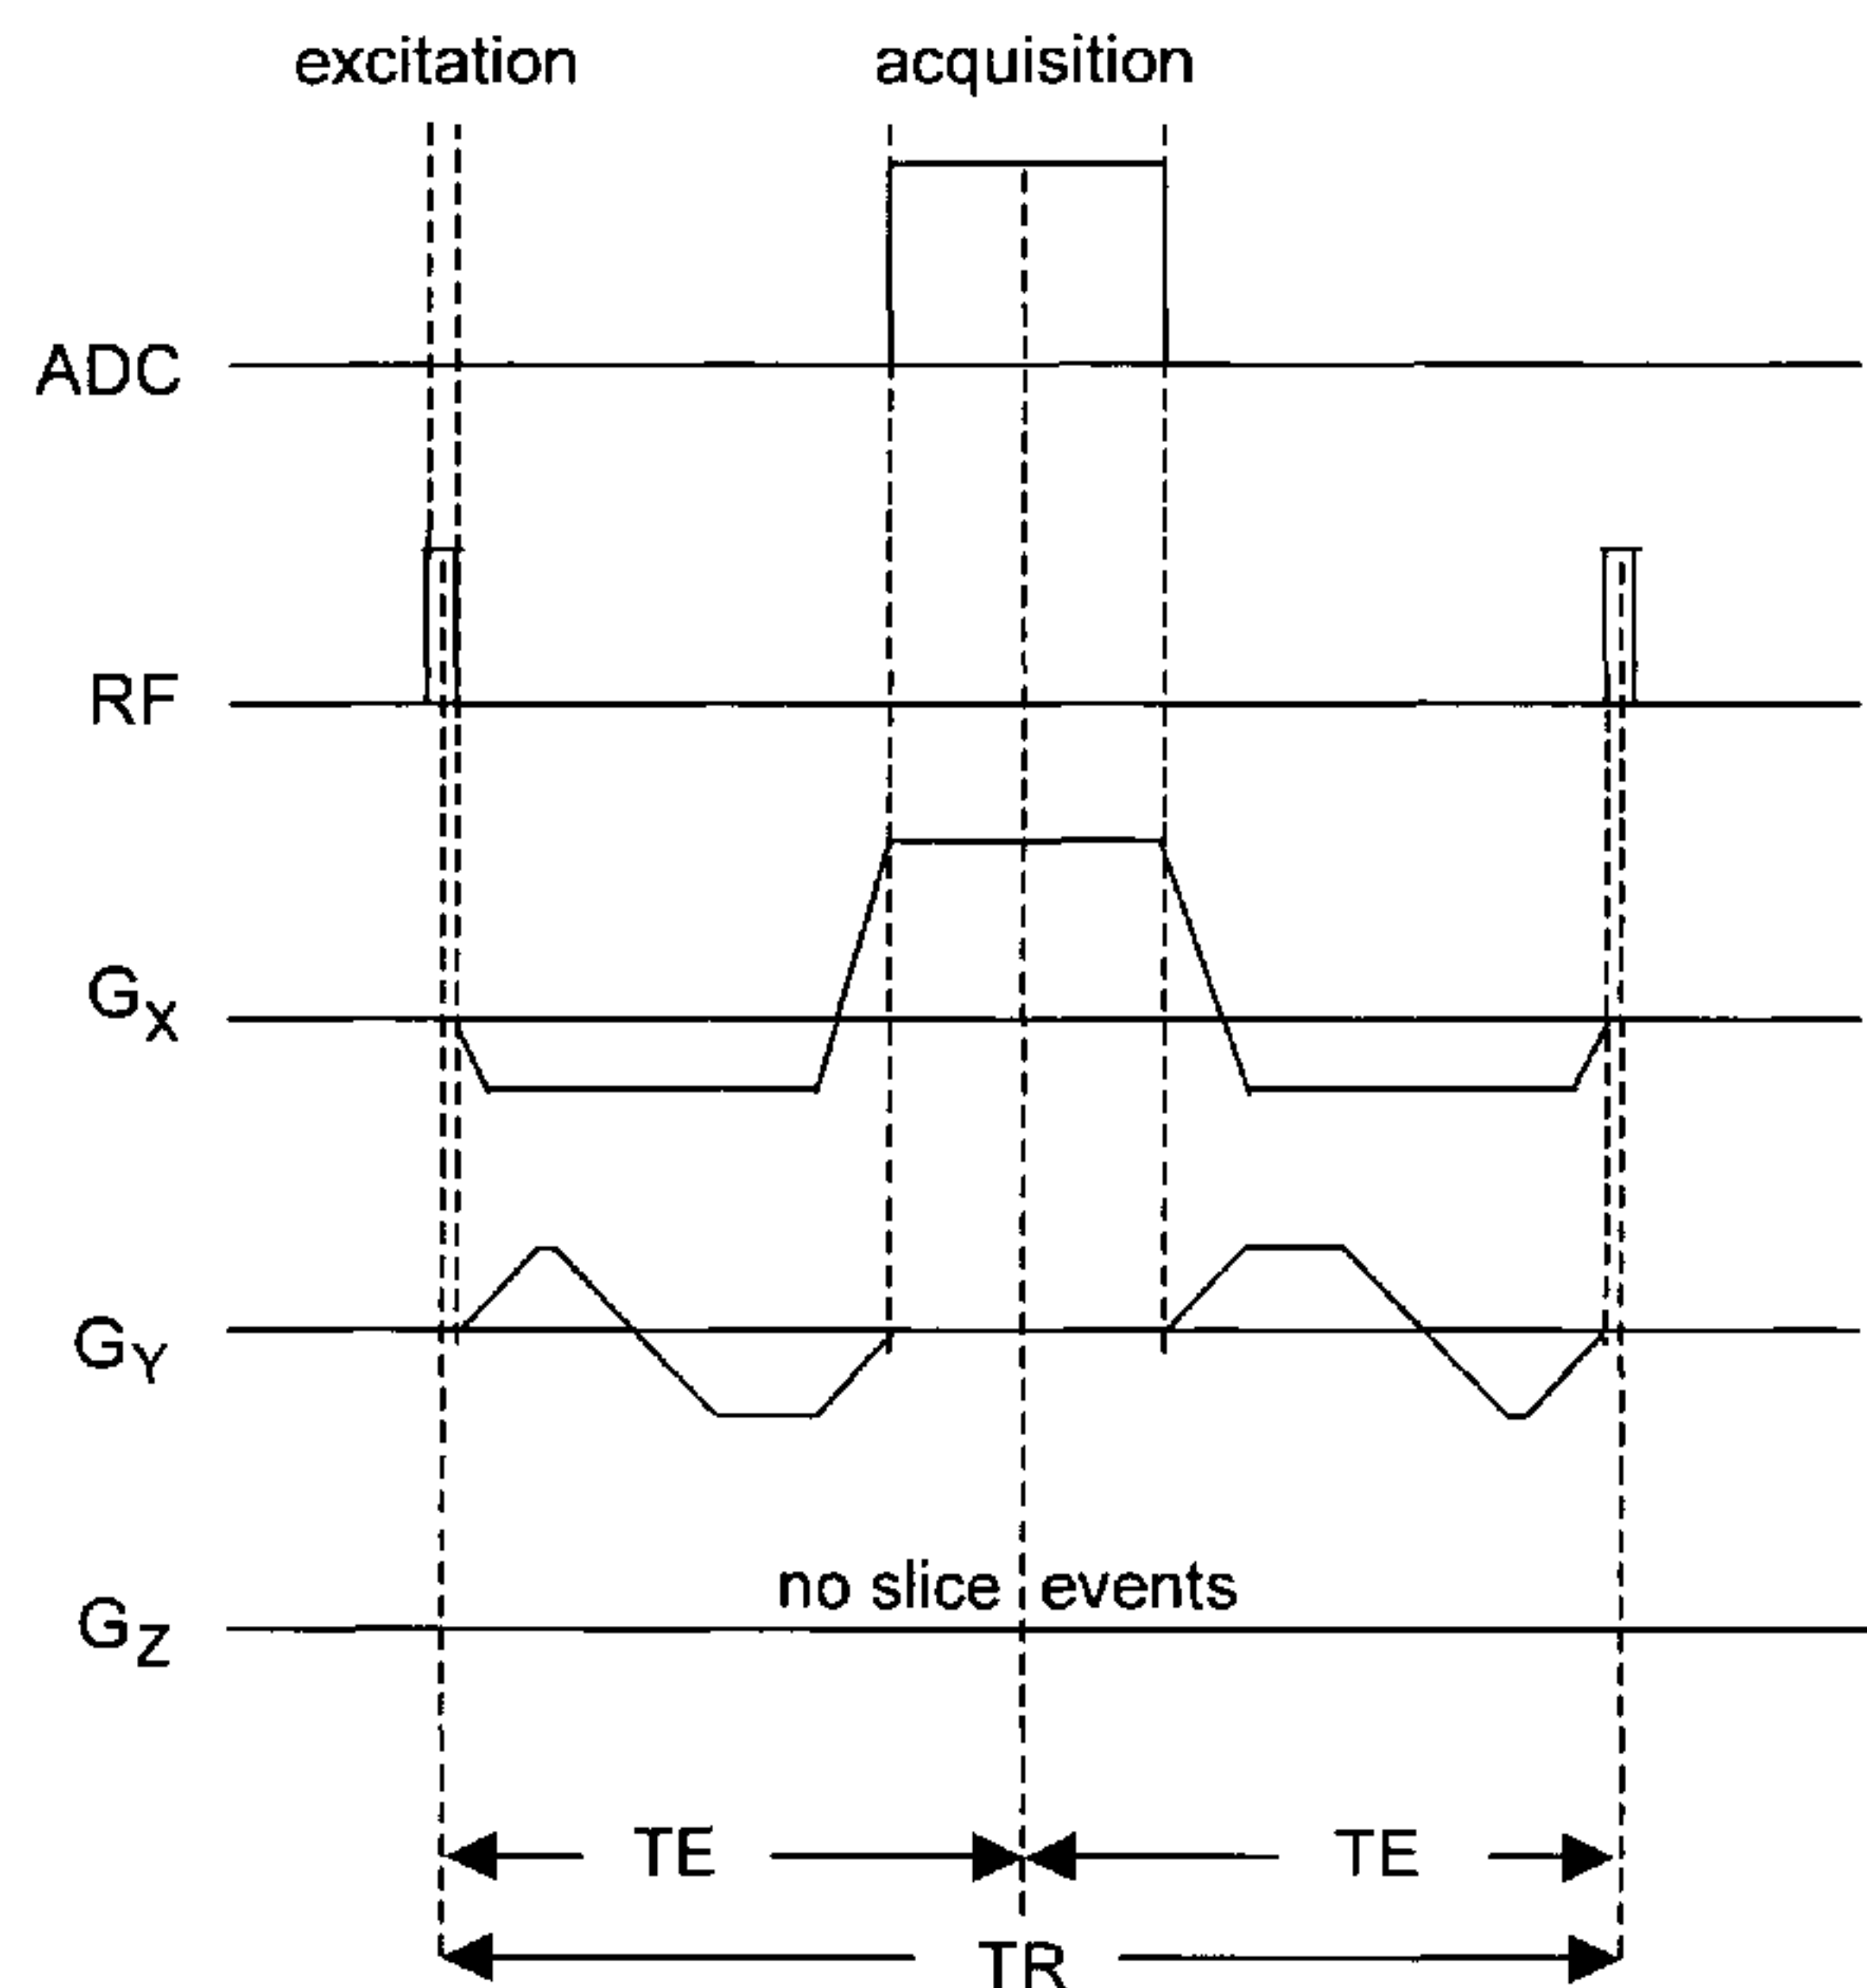 excitation acquisition
ADC
RF
GX
GY
no slice events
GZ
TE TE
TR